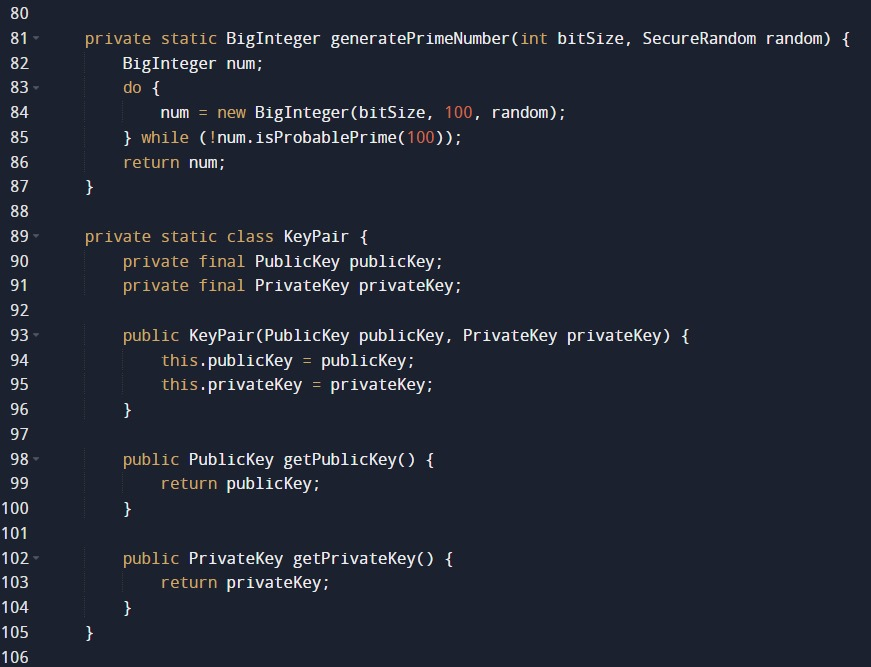 80
81 private static BigInteger generatePrimeNumber(int bitSize, SecureRandom random) {
82 BigInteger num;
83 do {
84 num = new BigInteger(bitSize, 100, random);
85 } while (!num.isProbablePrime(100));
86 return num;
87 }
88
89 private static class KeyPair {
90 private final PublicKey publicKey;
91 private final PrivateKey privateKey;
92
93 public KeyPair(PublicKey publicKey, PrivateKey privateKey) {
94 this.publicKey = publicKey;
95 this.privateKey = privateKey;
96 }
97
98 public PublicKey getPublicKey() {
99 return publicKey;
100 }
101
102 public PrivateKey getPrivateKey() {
103 return privateKey;
104 }
105 }
106